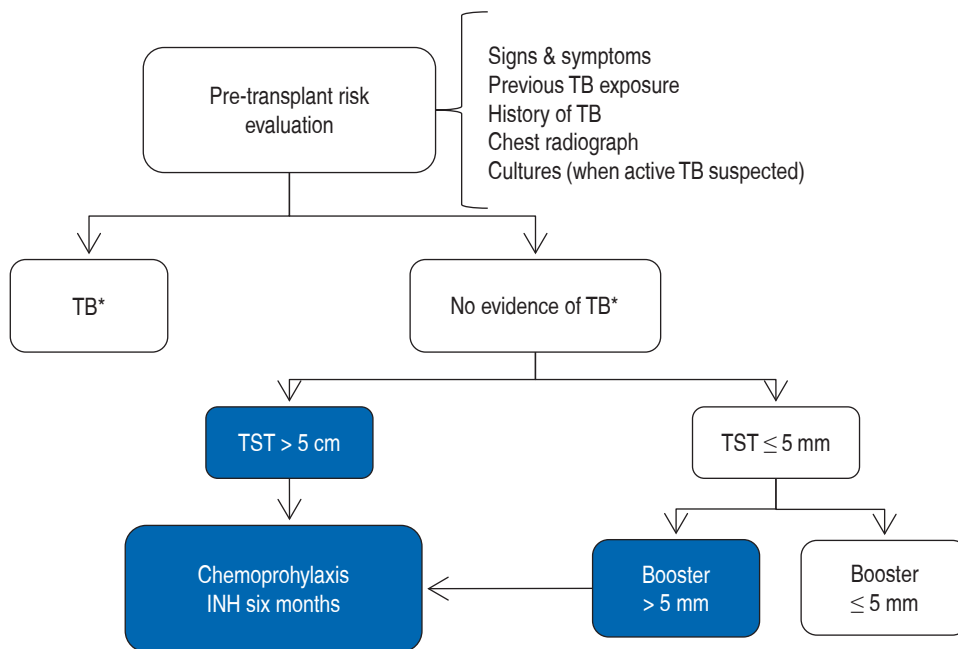 Pre-transplant risk
evaluation
Signs & symptoms
Previous TB exposure
History of TB
Chest radiograph
Cultures (when active TB suspected)
TB*
No evidence of TB*
TST > 5 cm
TST ≤ 5 mm
Chemoprohylaxis
INH six months
Booster
> 5 mm
Booster
≤ 5 mm